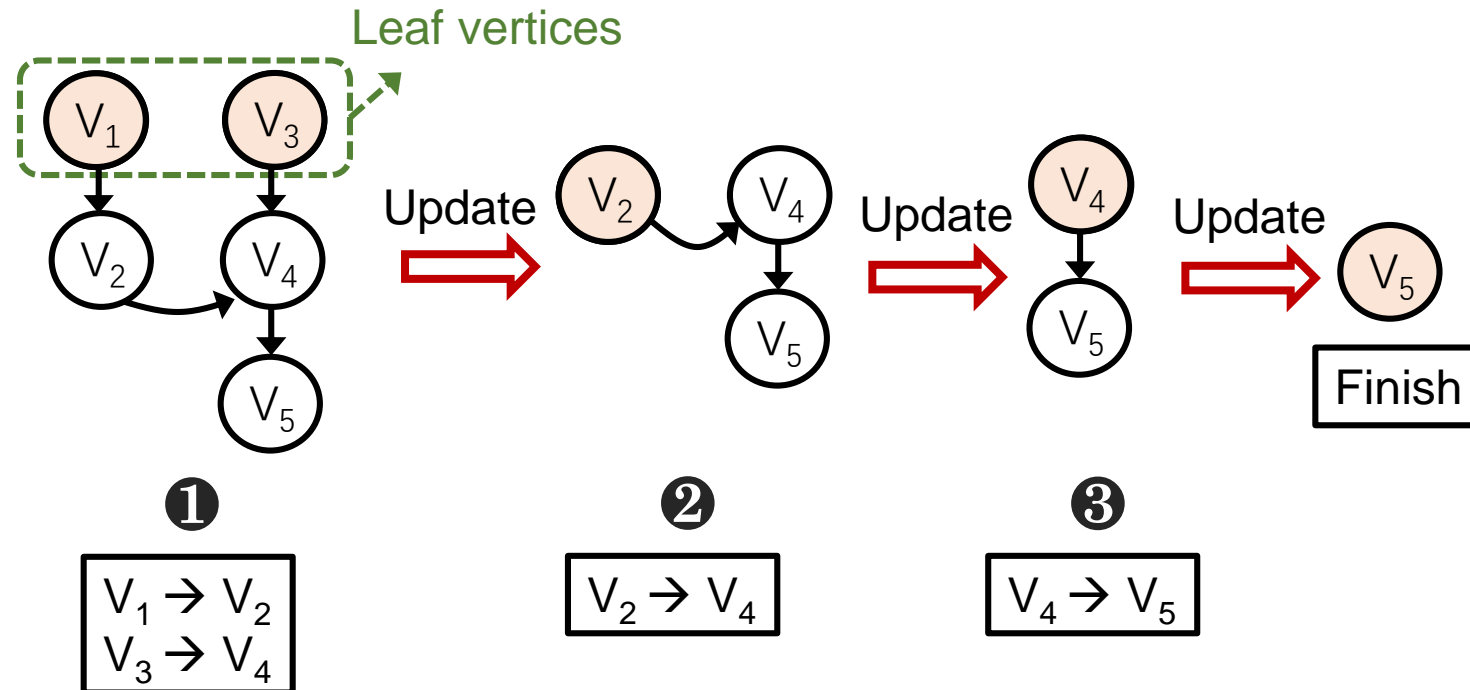 Leaf vertices
V₁ V₃
V₂ V₄
V₅
Update
V₂ V₄
V₅
Update
V₄
V₅
Update
V₅
Finish
❶
❷
❸
V₁ → V₂
V₃ → V₄
V₂ → V₄
V₄ → V₅